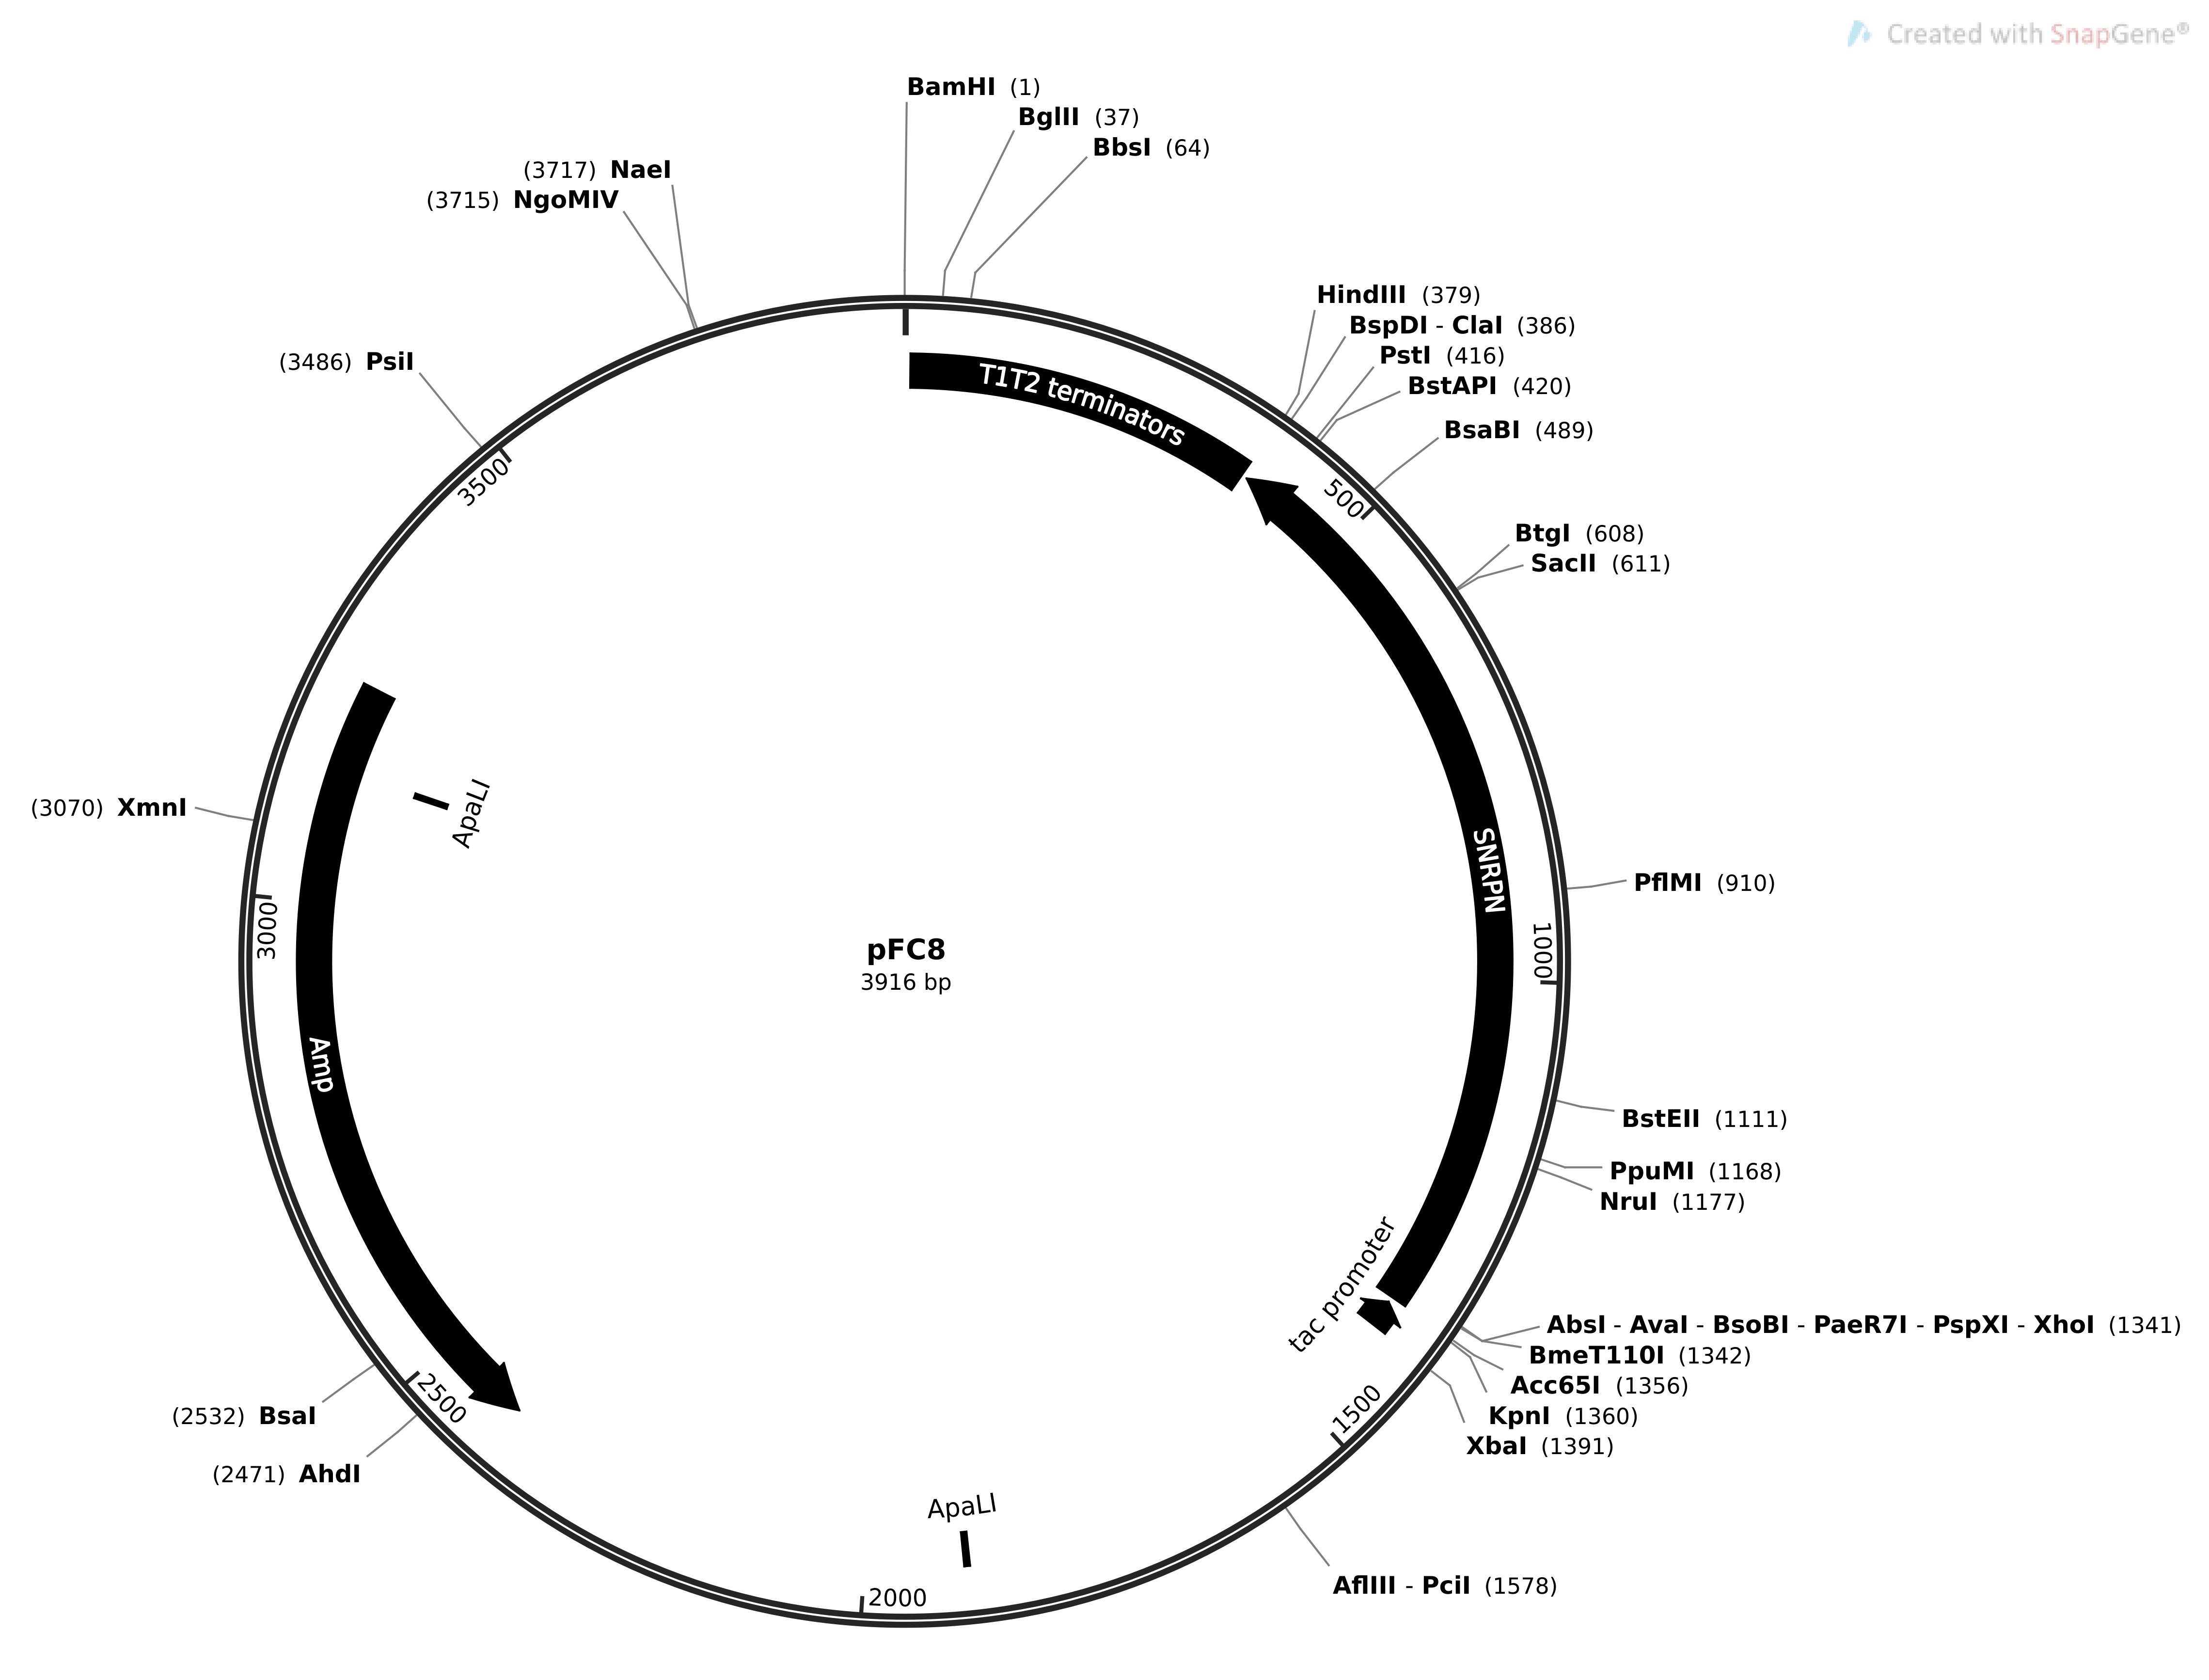 Created with SnapGene®
BamHI (1)
BglII (37)
BbsI (64)
(3717) NaeI
(3715) NgoMIV
HindIII (379)
BspDI - ClaI (386)
PstI (416)
BstAPI (420)
BsaBI (489)
(3486) PsiI
T1T2 terminators
3500
500
BtgI (608)
SacII (611)
(3070) XmnI
ApaLI
SNRPN
PflMI (910)
3000
1000
pFC8
3916 bp
Amp
BstEII (1111)
PpuMI (1168)
NruI (1177)
tac promoter
AbsI - AvaI - BsoBI - PaeR7I - PspXI - XhoI (1341)
BmeT110I (1342)
Acc65I (1356)
KpnI (1360)
XbaI (1391)
2500
1500
(2532) BsaI
(2471) AhdI
ApaLI
AflIII - PciI (1578)
2000